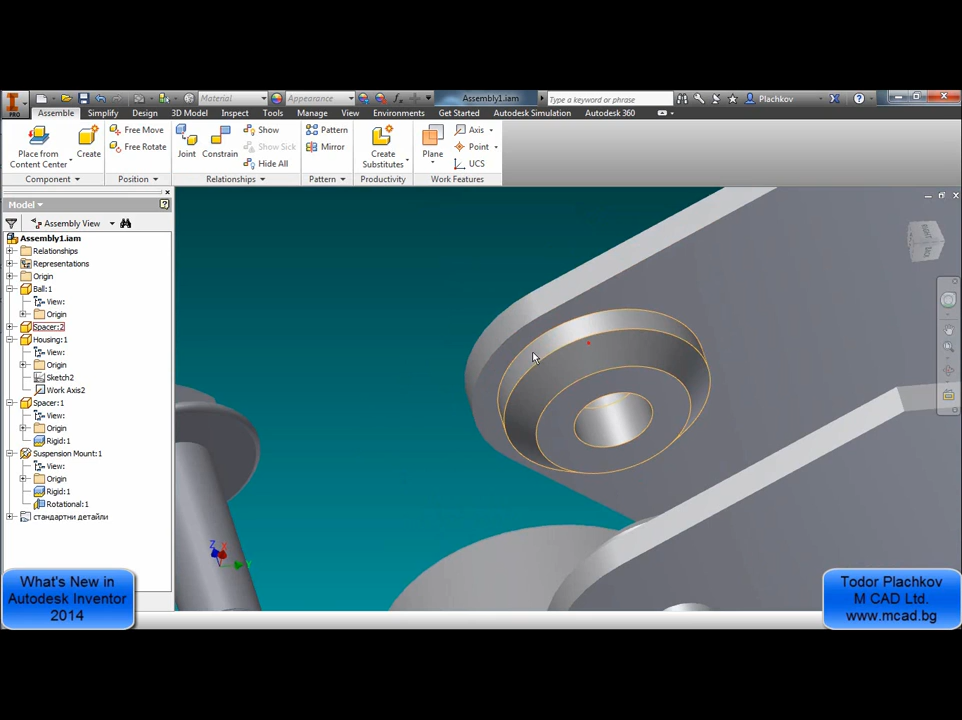 Material
Appearance
Assembly1.iam
Type a keyword or phrase
Plachkov
PRO
Assemble
Simplify
Design
3D Model
Inspect
Tools
Manage
View
Environments
Get Started
Autodesk Simulation
Autodesk 360
Place from
Content Center
Create
Free Move
Free Rotate
Joint
Constrain
Show
Show Sick
Hide All
Pattern
Mirror
Create
Substitutes
Plane
Axis
Point
UCS
Component
Position
Relationships
Pattern
Productivity
Work Features
Model
Assembly View
Assembly1.iam
Relationships
Representations
Origin
Ball:1
View:
Origin
Spacer:2
Housing:1
View:
Origin
Sketch2
Work Axis2
Spacer:1
View:
Origin
Rigid:1
Suspension Mount:1
View:
Origin
Rigid:1
Rotational:1
стандартни детайли
Z
X
Y
What's New in
Autodesk Inventor
2014
Todor Plachkov
M CAD Ltd.
www.mcad.bg